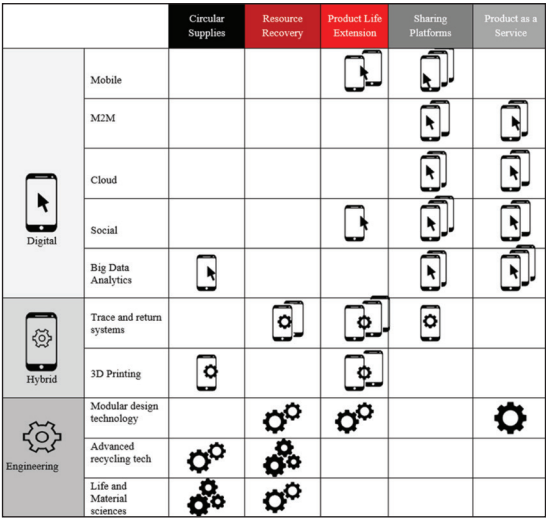 Circular
Supplies
Resource
Recovery
Product Life
Extension
Sharing
Platforms
Product as a
Service
Digital
Mobile
M2M
Cloud
Social
Big Data
Analytics
Hybrid
Trace and return
systems
3D Printing
Engineering
Modular design
technology
Advanced
recycling tech
Life and
Material
sciences